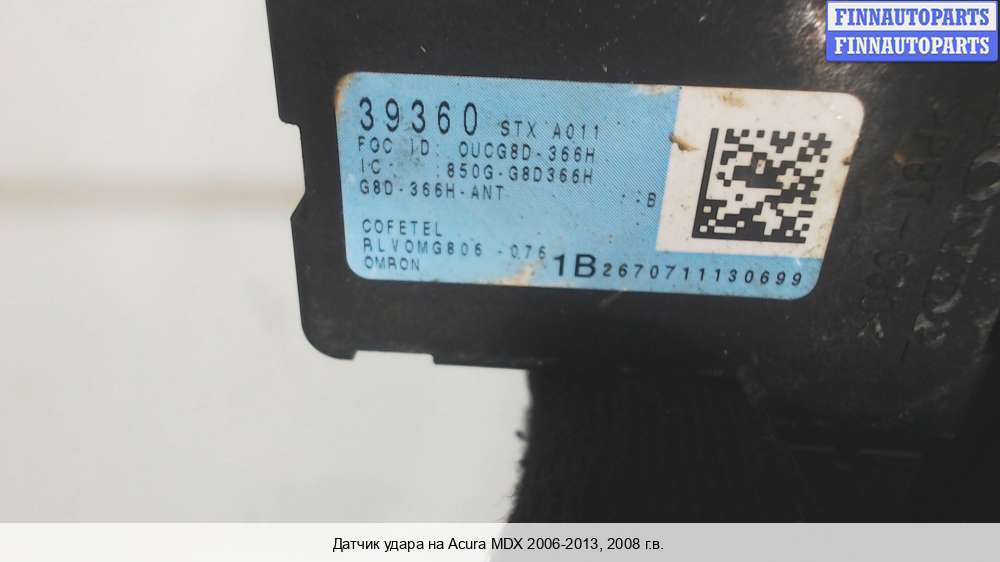 FINNAUTOPARTS
FINNAUTOPARTS
39360 STX A011
FCC ID: OUCG8D-366H
IC :850G-G8D366H
G8D-366H-ANT B
COFETEL
RLVOMG806-076
OMRON 1B2670711130699
Датчик удара на Acura MDX 2006-2013, 2008 г.в.